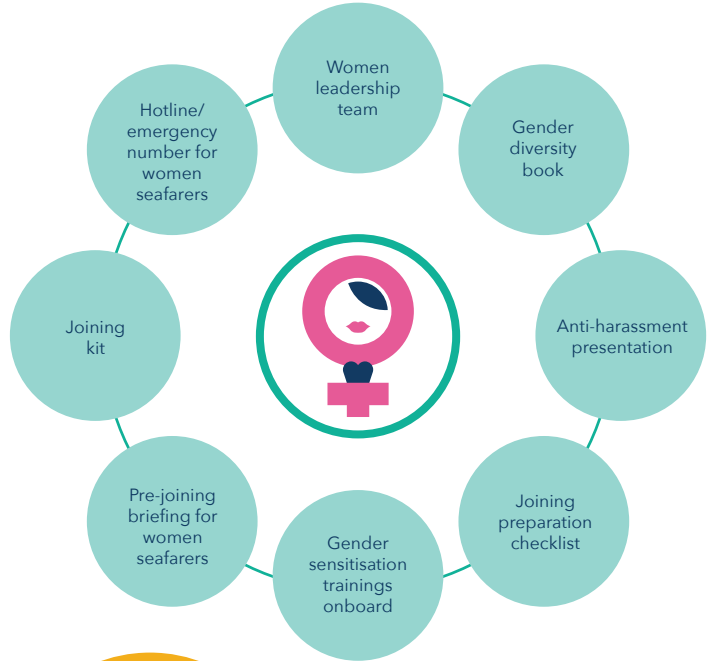 Women
leadership
team
Gender
diversity
book
Anti-harassment
presentation
Joining
preparation
checklist
Gender
sensitisation
trainings
onboard
Pre-joining
briefing for
women
seafarers
Joining
kit
Hotline/
emergency
number for
women
seafarers